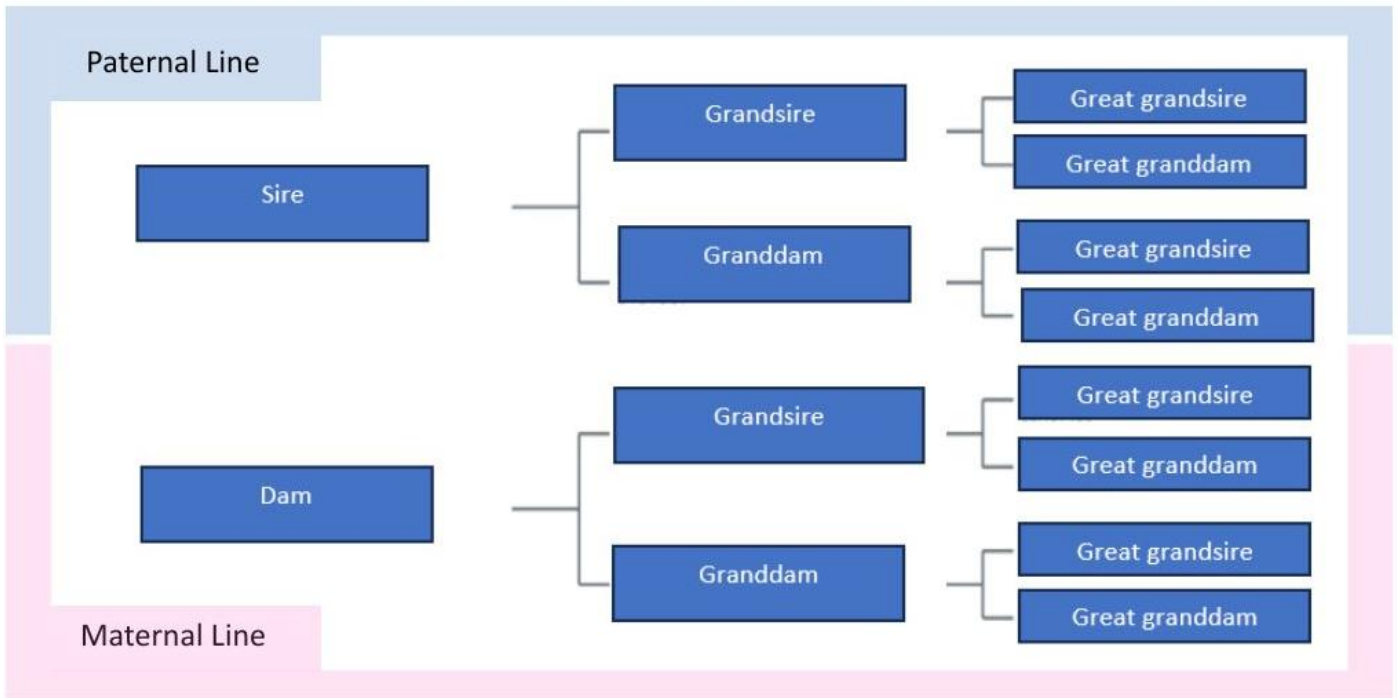 Paternal Line
Sire
Grandsire
Great grandsire
Great granddam
Granddam
Great grandsire
Great granddam
Dam
Grandsire
Great grandsire
Great granddam
Granddam
Great grandsire
Great granddam
Maternal Line